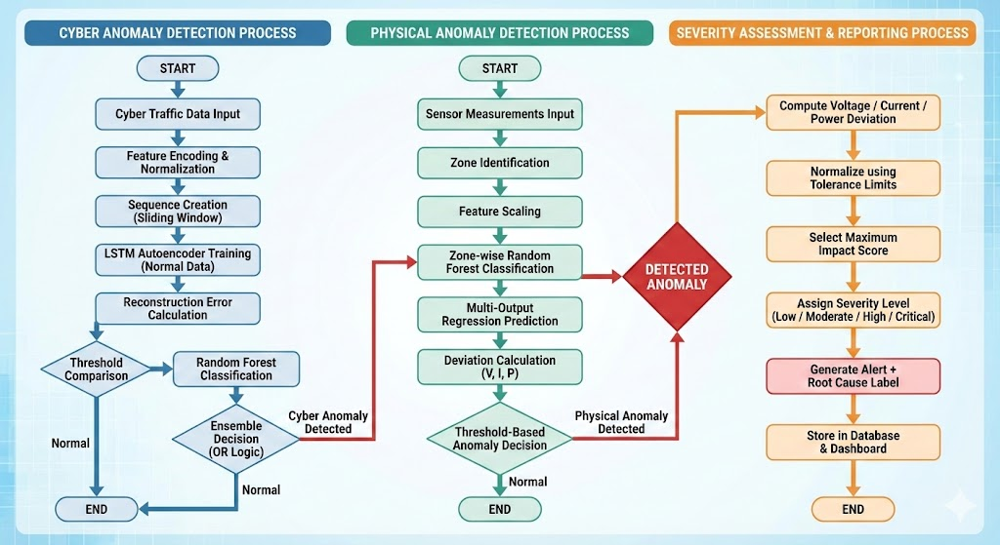 CYBER ANOMALY DETECTION PROCESS
START
Cyber Traffic Data Input
Feature Encoding &
Normalization
Sequence Creation
(Sliding Window)
LSTM Autoencoder Training
(Normal Data)
Reconstruction Error
Calculation
Threshold
Comparison
Random Forest
Classification
Ensemble
Decision
(OR Logic)
Cyber Anomaly
Detected
Normal
Normal
END
PHYSICAL ANOMALY DETECTION PROCESS
START
Sensor Measurements Input
Zone Identification
Feature Scaling
Zone-wise Random
Forest Classification
Multi-Output
Regression Prediction
Deviation Calculation
(V, I, P)
Threshold-Based
Anomaly Decision
Physical Anomaly
Detected
Normal
END
DETECTED
ANOMALY
SEVERITY ASSESSMENT & REPORTING PROCESS
Compute Voltage / Current /
Power Deviation
Normalize using
Tolerance Limits
Select Maximum
Impact Score
Assign Severity Level
(Low / Moderate / High / Critical)
Generate Alert +
Root Cause Label
Store in Database
& Dashboard
END